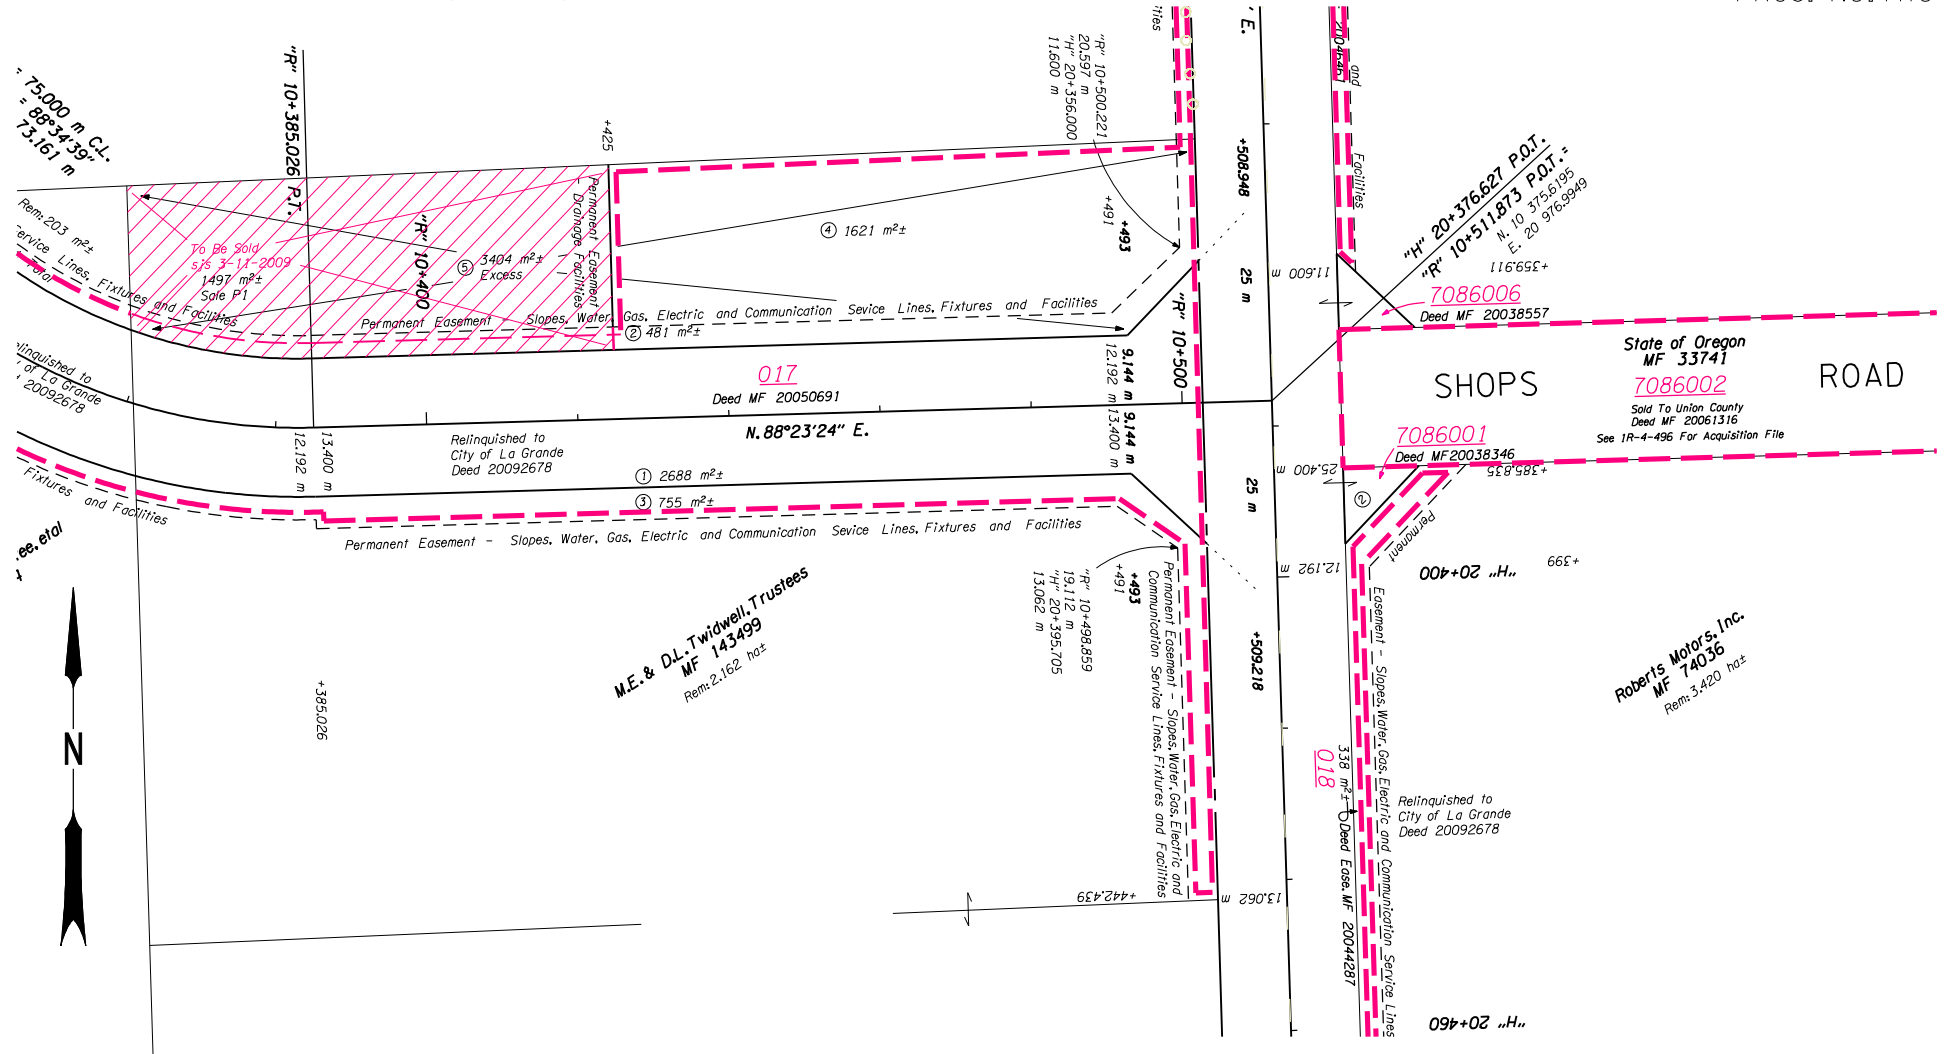 = 75.000 m C.L.
= 88°34'39"
73.161 m
"R" 10+385.026 P.T.
+425
"R" 10+500.221
20.597 m
"H" 20+356.000
11.600 m
' E.
and
Facilities
+508.948
"H" 20+376.627 P.O.T.
"R" 10+511.873 P.O.T. =
N. 10 375.6195
E. 20 976.9949
Rem: 203 m²±
Service Lines, Fixtures and Facilities
Total
To Be Sold
sjs 3-11-2009
1497 m²±
Sale P1
"R" 10+400
5 3404 m²±
Excess
Permanent Easement
- Drainage Facilities
4 1621 m²±
+493
+491
25 m
11.600 m
+359.911
7086006
Deed MF 20038557
Permanent Easement - Slopes, Water, Gas, Electric and Communication Sevice Lines, Fixtures and Facilities
2 481 m²±
"R" 10+500
State of Oregon
MF 33741
SHOPS ROAD
7086002
Sold To Union County
Deed MF 20061316
See 1R-4-496 For Acquisition File
017
Deed MF 20050691
9.144 m
12.192 m
N. 88°23'24" E.
9.144 m
13.400 m
elinquished to
of La Grande
20092678
12.192 m
13.400 m
Relinquished to
City of La Grande
Deed 20092678
1 2688 m²±
3 755 m²±
7086001
Deed MF20038346
25.400 m
+385.835
2
25 m
Fixtures and Facilities
Permanent Easement - Slopes, Water, Gas, Electric and Communication Sevice Lines, Fixtures and Facilities
ee, etal
12.192 m
Permanent
"H" 20+400
+399
+493
+491
"R" 10+498.859
19.112 m
"H" 20+395.705
13.062 m
Permanent Easement - Slopes, Water, Gas, Electric and
Communication Service Lines, Fixtures and Facilities
M.E. & D.L. Twidwell, Trustees
MF 143499
Rem: 2.162 ha±
+385.026
+509.218
Easement - Slopes, Water, Gas, Electric and Communication Service Lines
Roberts Motors, Inc.
MF 74036
Rem: 3.420 ha±
N
018
338 m²±
Deed Ease. MF 20044287
Relinquished to
City of La Grande
Deed 20092678
+442.439
13.062 m
"H" 20+460